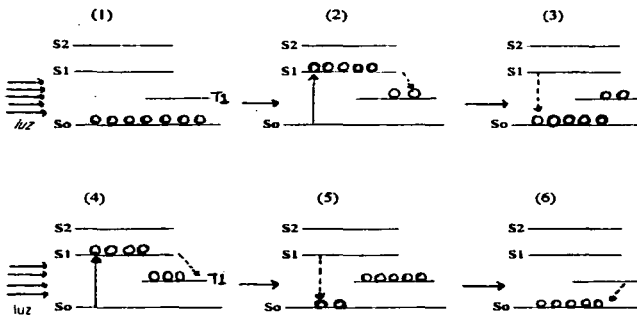 (1) (2) (3)
S2 S2 S2
S1 S1 S1
T1
luz
So So So
(4) (5) (6)
S2 S2 S2
S1 S1 S1
T1
luz So So So